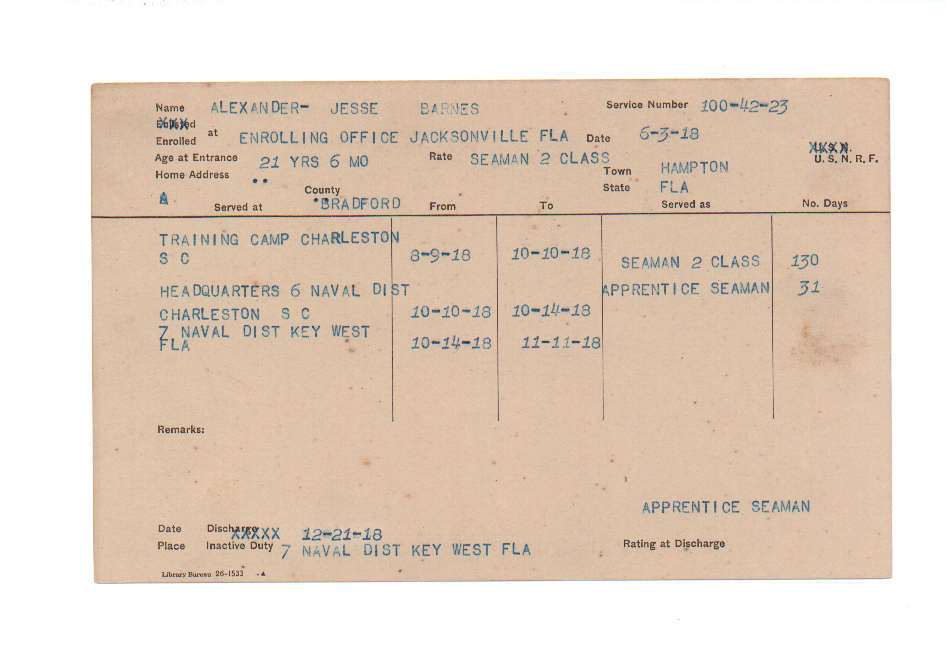 Name ALEXANDER- JESSE BARNES Service Number 100-42-23
Enlisted
Enrolled at ENROLLING OFFICE JACKSONVILLE FLA Date 6-3-18
Age at Entrance 21 YRS 6 MO Rate SEAMAN 2 CLASS U. S. N. R. F.
Home Address •• Town HAMPTON
County State FLA
A Served at "BRADFORD From To Served as No. Days
TRAINING CAMP CHARLESTON
S C 8-9-18 10-10-18 SEAMAN 2 CLASS 130
HEADQUARTERS 6 NAVAL DIST APPRENTICE SEAMAN 31
CHARLESTON S C 10-10-18 10-14-18
7 NAVAL DIST KEY WEST
FLA 10-14-18 11-11-18
Remarks:
APPRENTICE SEAMAN
Date Discharge XXXXX 12-21-18
Place Inactive Duty 7 NAVAL DIST KEY WEST FLA Rating at Discharge
Library Bureau 26-1533 -A